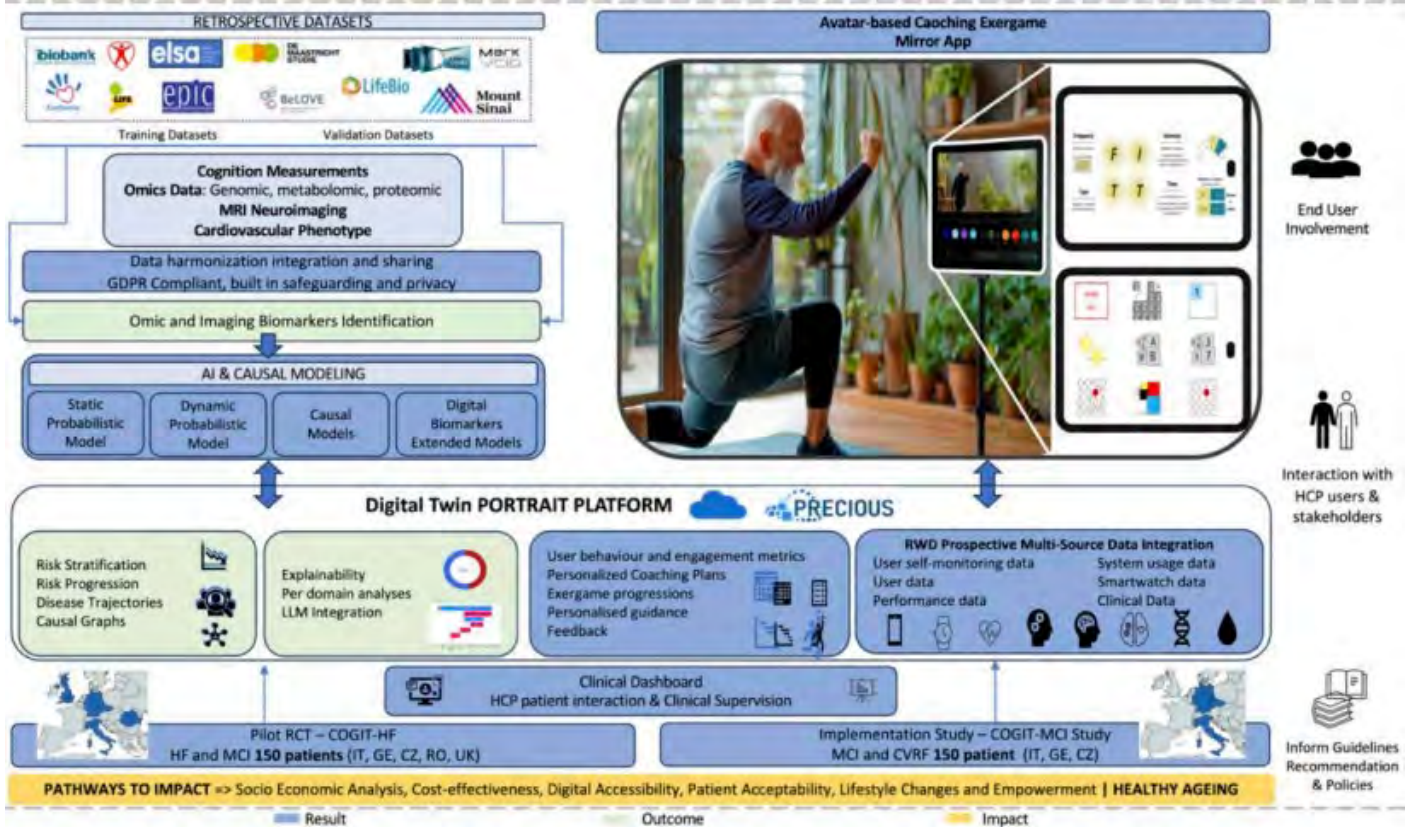 RETROSPECTIVE DATASETS
biobank
elsa
DE MAASTRICHT STUDIE
Mark
VCID
LIFE
epic
BeLOVE
LifeBio
Mount
Sinai
Training Datasets
Validation Datasets
Cognition Measurements
Omics Data: Genomic, metabolomic, proteomic
MRI Neuroimaging
Cardiovascular Phenotype
Data harmonization integration and sharing
GDPR Compliant, built in safeguarding and privacy
Omic and Imaging Biomarkers Identification
AI & CAUSAL MODELING
Static
Probabilistic
Model
Dynamic
Probabilistic
Model
Causal
Models
Digital
Biomarkers
Extended Models
Avatar-based Caoching Exergame
Mirror App
F I
T T
End User
Involvement
Interaction with
HCP users &
stakeholders
Digital Twin PORTRAIT PLATFORM
PRECIOUS
Risk Stratification
Risk Progression
Disease Trajectories
Causal Graphs
Explainability
Per domain analyses
LLM Integration
User behaviour and engagement metrics
Personalized Coaching Plans
Exergame progressions
Personalised guidance
Feedback
RWD Prospective Multi-Source Data Integration
User self-monitoring data
User data
Performance data
System usage data
Smartwatch data
Clinical Data
Clinical Dashboard
HCP patient interaction & Clinical Supervision
Pilot RCT – COGIT-HF
HF and MCI 150 patients (IT, GE, CZ, RO, UK)
Implementation Study – COGIT-MCI Study
MCI and CVRF 150 patient (IT, GE, CZ)
Inform Guidelines
Recommendation
& Policies
PATHWAYS TO IMPACT => Socio Economic Analysis, Cost-effectiveness, Digital Accessibility, Patient Acceptability, Lifestyle Changes and Empowerment | HEALTHY AGEING
Result
Outcome
Impact